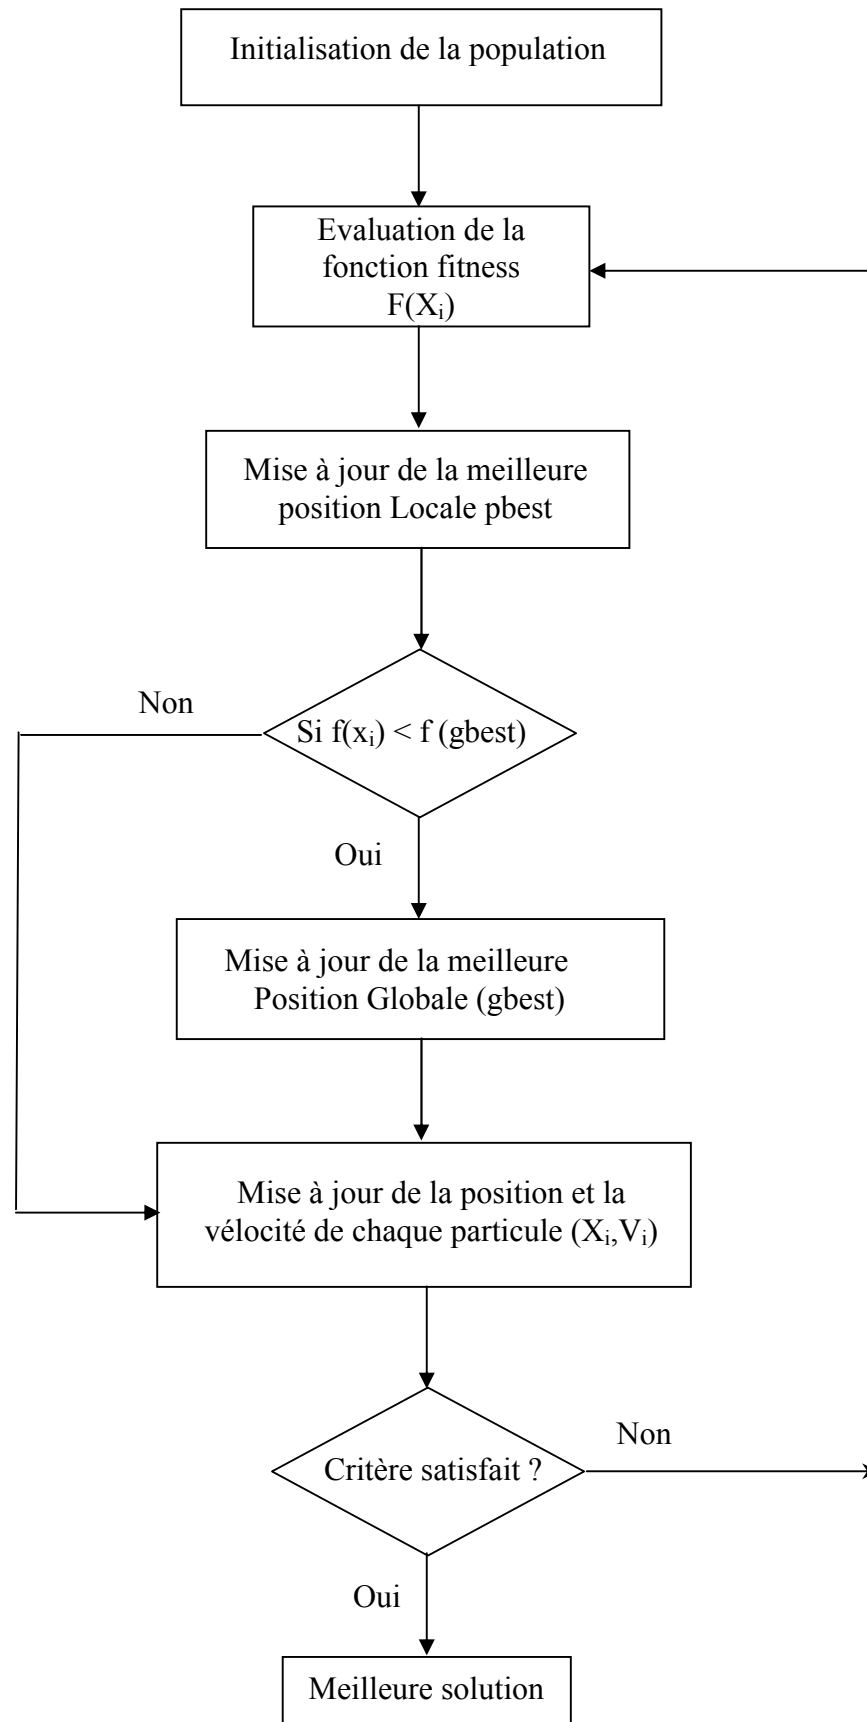 Initialisation de la population
Evaluation de la
fonction fitness
F(Xᵢ)
Mise à jour de la meilleure
position Locale pbest
Non
Si f(xᵢ) < f (gbest)
Oui
Mise à jour de la meilleure
Position Globale (gbest)
Mise à jour de la position et la
vélocité de chaque particule (Xᵢ,Vᵢ)
Non
Critère satisfait ?
Oui
Meilleure solution